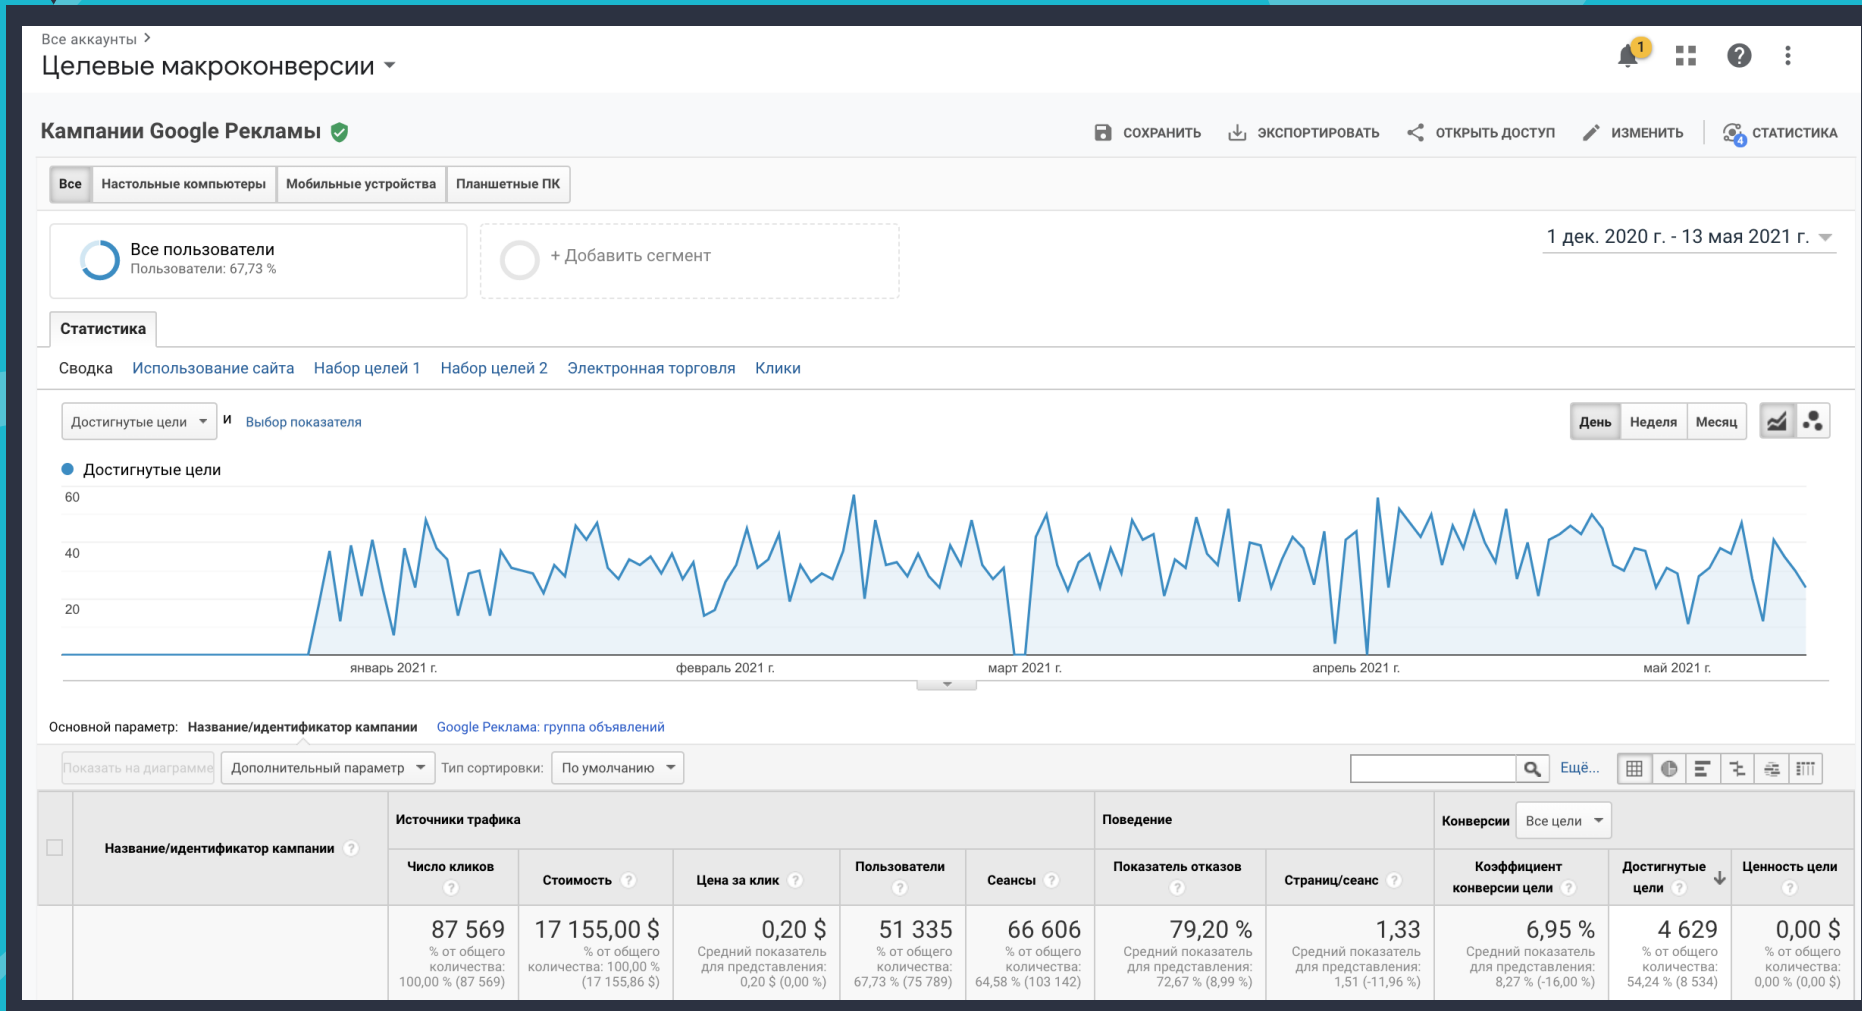 Все аккаунты >
Целевые макроконверсии
1
Кампании Google Рекламы
СОХРАНИТЬ
ЭКСПОРТИРОВАТЬ
ОТКРЫТЬ ДОСТУП
ИЗМЕНИТЬ
4
СТАТИСТИКА
Все
Настольные компьютеры
Мобильные устройства
Планшетные ПК
Все пользователи
Пользователи: 67,73 %
+ Добавить сегмент
1 дек. 2020 г. - 13 мая 2021 г.
Статистика
Сводка
Использование сайта
Набор целей 1
Набор целей 2
Электронная торговля
Клики
Достигнутые цели
и
Выбор показателя
День
Неделя
Месяц
Достигнутые цели
60
40
20
январь 2021 г.
февраль 2021 г.
март 2021 г.
апрель 2021 г.
май 2021 г.
Основной параметр:
Название/идентификатор кампании
Google Реклама: группа объявлений
Показать на диаграмме
Дополнительный параметр
Тип сортировки:
По умолчанию
Ещё...
Название/идентификатор кампании ?
Источники трафика
Поведение
Конверсии
Все цели
Число кликов
?
Стоимость ?
Цена за клик ?
Пользователи
?
Сеансы ?
Показатель отказов
?
Страниц/сеанс ?
Коэффициент
конверсии цели ?
Достигнутые
цели ?
Ценность цели
?
87 569
% от общего
количества:
100,00 % (87 569)
17 155,00 $
% от общего
количества: 100,00 %
(17 155,86 $)
0,20 $
Средний показатель
для представления:
0,20 $ (0,00 %)
51 335
% от общего
количества:
67,73 % (75 789)
66 606
% от общего
количества:
64,58 % (103 142)
79,20 %
Средний показатель
для представления:
72,67 % (8,99 %)
1,33
Средний показатель
для представления:
1,51 (-11,96 %)
6,95 %
Средний показатель
для представления:
8,27 % (-16,00 %)
4 629
% от общего
количества:
54,24 % (8 534)
0,00 $
% от общего
количества:
0,00 % (0,00 $)